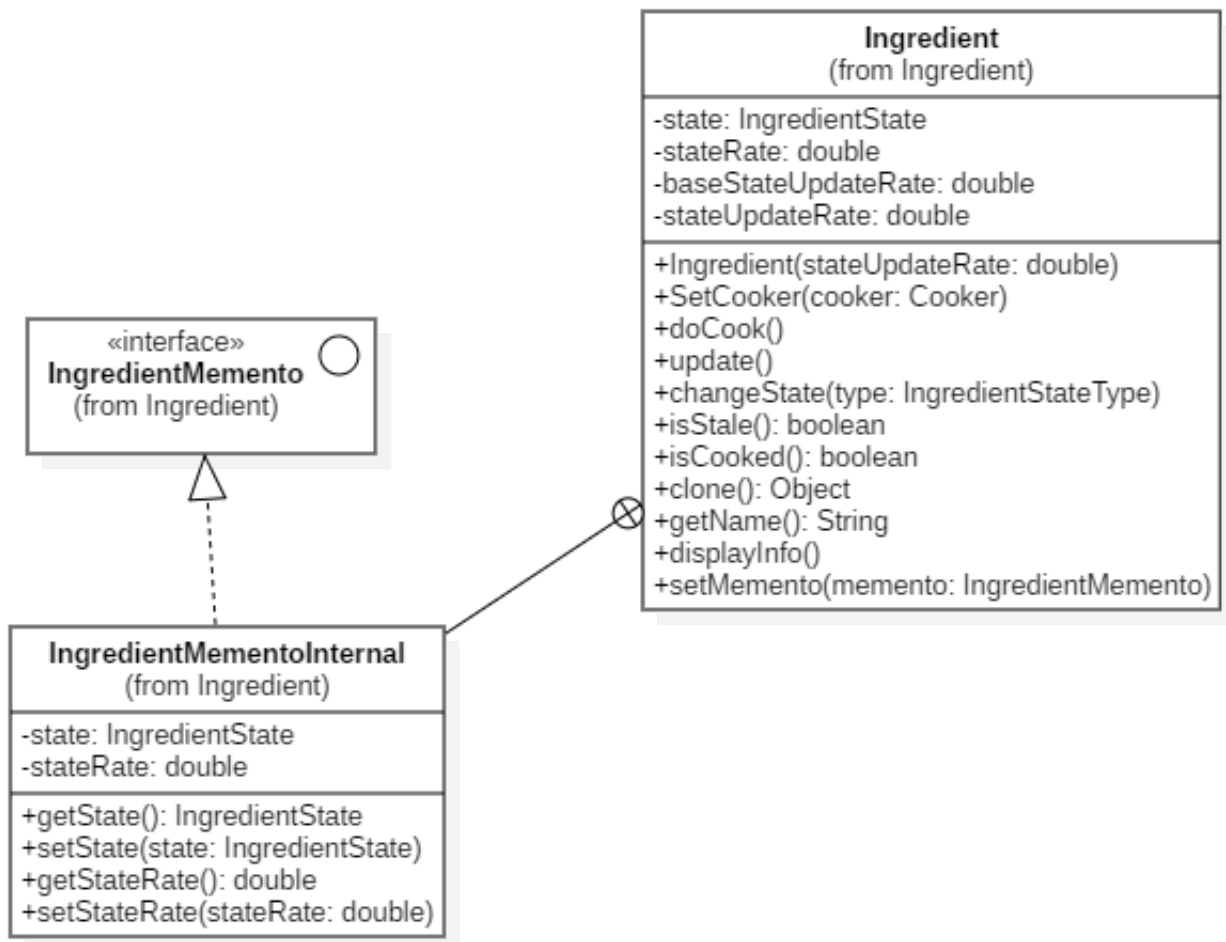 Ingredient
(from Ingredient)
-state: IngredientState
-stateRate: double
-baseStateUpdateRate: double
-stateUpdateRate: double
+Ingredient(stateUpdateRate: double)
+SetCooker(cooker: Cooker)
+doCook()
+update()
+changeState(type: IngredientStateType)
+isStale(): boolean
+isCooked(): boolean
+clone(): Object
+getName(): String
+displayInfo()
+setMemento(memento: IngredientMemento)
«interface»
IngredientMemento
(from Ingredient)
IngredientMementoInternal
(from Ingredient)
-state: IngredientState
-stateRate: double
+getState(): IngredientState
+setState(state: IngredientState)
+getStateRate(): double
+setStateRate(stateRate: double)